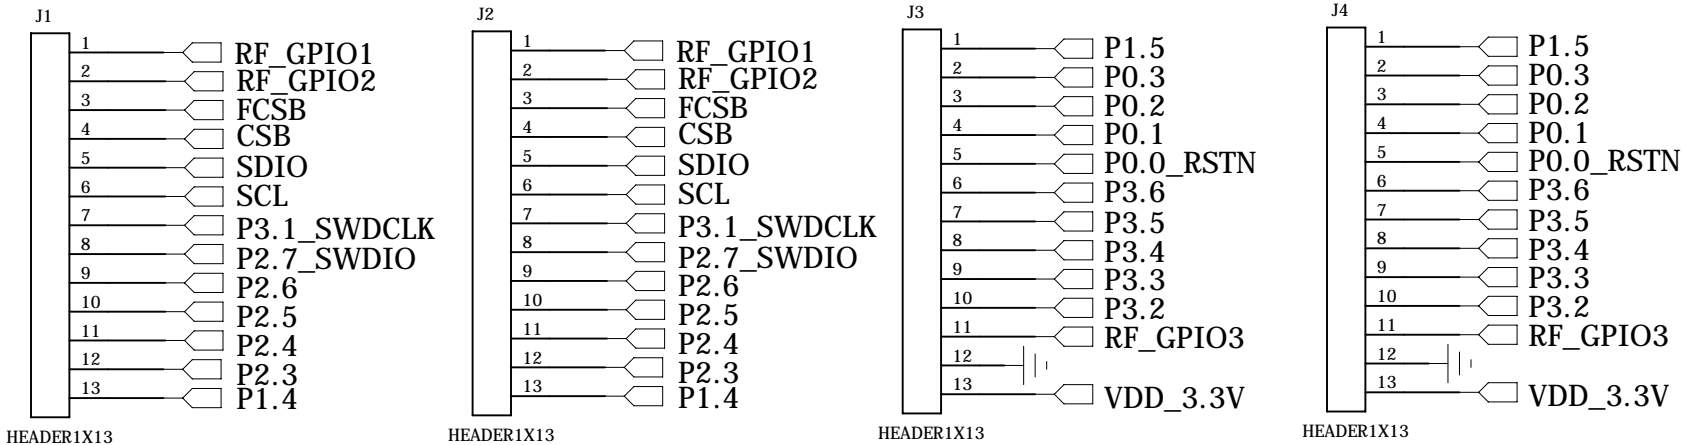 J1
1 RF_GPIO1
2 RF_GPIO2
3 FCSB
4 CSB
5 SDIO
6 SCL
7 P3.1_SWDCLK
8 P2.7_SWDIO
9 P2.6
10 P2.5
11 P2.4
12 P2.3
13 P1.4
HEADER1X13
J2
1 RF_GPIO1
2 RF_GPIO2
3 FCSB
4 CSB
5 SDIO
6 SCL
7 P3.1_SWDCLK
8 P2.7_SWDIO
9 P2.6
10 P2.5
11 P2.4
12 P2.3
13 P1.4
HEADER1X13
J3
1 P1.5
2 P0.3
3 P0.2
4 P0.1
5 P0.0_RSTN
6 P3.6
7 P3.5
8 P3.4
9 P3.3
10 P3.2
11 RF_GPIO3
12
13 VDD_3.3V
HEADER1X13
J4
1 P1.5
2 P0.3
3 P0.2
4 P0.1
5 P0.0_RSTN
6 P3.6
7 P3.5
8 P3.4
9 P3.3
10 P3.2
11 RF_GPIO3
12
13 VDD_3.3V
HEADER1X13